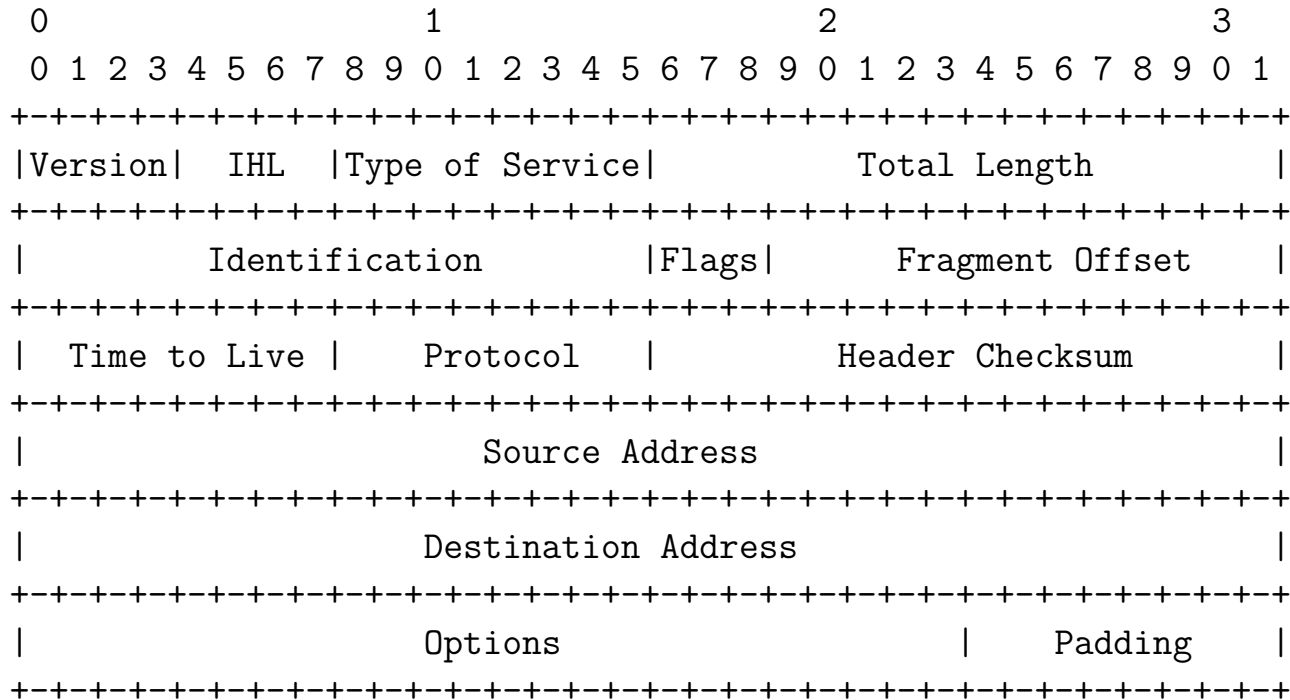 0                   1                   2                   3
 0 1 2 3 4 5 6 7 8 9 0 1 2 3 4 5 6 7 8 9 0 1 2 3 4 5 6 7 8 9 0 1
+-+-+-+-+-+-+-+-+-+-+-+-+-+-+-+-+-+-+-+-+-+-+-+-+-+-+-+-+-+-+-+-+
|Version|  IHL  |Type of Service|          Total Length         |
+-+-+-+-+-+-+-+-+-+-+-+-+-+-+-+-+-+-+-+-+-+-+-+-+-+-+-+-+-+-+-+-+
|         Identification        |Flags|      Fragment Offset    |
+-+-+-+-+-+-+-+-+-+-+-+-+-+-+-+-+-+-+-+-+-+-+-+-+-+-+-+-+-+-+-+-+
|  Time to Live |    Protocol   |         Header Checksum       |
+-+-+-+-+-+-+-+-+-+-+-+-+-+-+-+-+-+-+-+-+-+-+-+-+-+-+-+-+-+-+-+-+
|                       Source Address                          |
+-+-+-+-+-+-+-+-+-+-+-+-+-+-+-+-+-+-+-+-+-+-+-+-+-+-+-+-+-+-+-+-+
|                    Destination Address                        |
+-+-+-+-+-+-+-+-+-+-+-+-+-+-+-+-+-+-+-+-+-+-+-+-+-+-+-+-+-+-+-+-+
|                    Options                    |    Padding    |
+-+-+-+-+-+-+-+-+-+-+-+-+-+-+-+-+-+-+-+-+-+-+-+-+-+-+-+-+-+-+-+-+